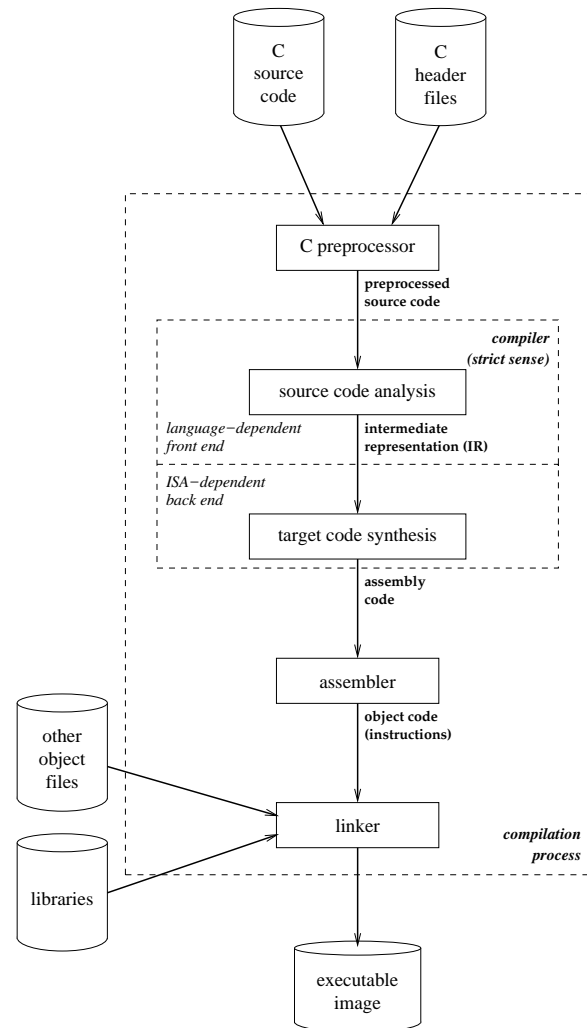 C
source
code
C
header
files
C preprocessor
preprocessed
source code
compiler
(strict sense)
source code analysis
language−dependent
front end
intermediate
representation (IR)
ISA−dependent
back end
target code synthesis
assembly
code
assembler
other
object
files
object code
(instructions)
linker
compilation
process
libraries
executable
image